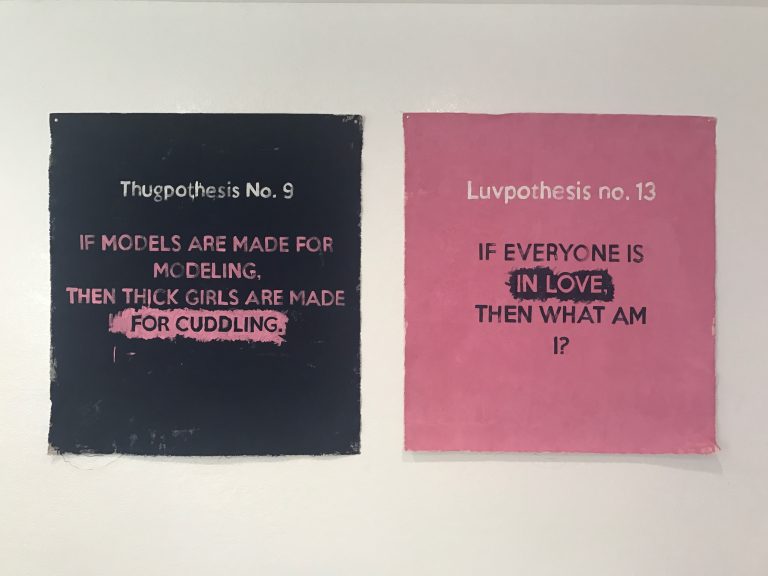 Thugpothesis No. 9
IF MODELS ARE MADE FOR
MODELING,
THEN THICK GIRLS ARE MADE
FOR CUDDLING.
Luvpothesis no. 13
IF EVERYONE IS
IN LOVE,
THEN WHAT AM
I?